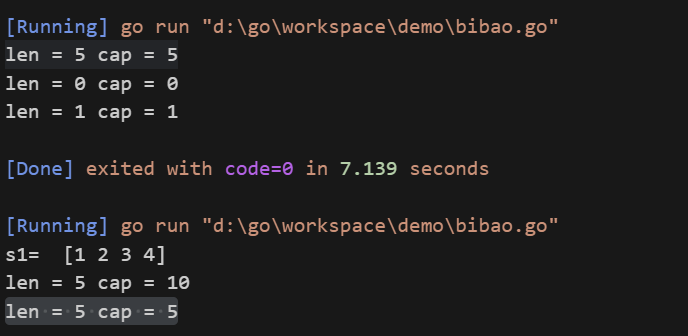 [Running] go run "d:\go\workspace\demo\bibao.go"
len = 5 cap = 5
len = 0 cap = 0
len = 1 cap = 1
[Done] exited with code=0 in 7.139 seconds
[Running] go run "d:\go\workspace\demo\bibao.go"
s1=  [1 2 3 4]
len = 5 cap = 10
len = 5 cap = 5